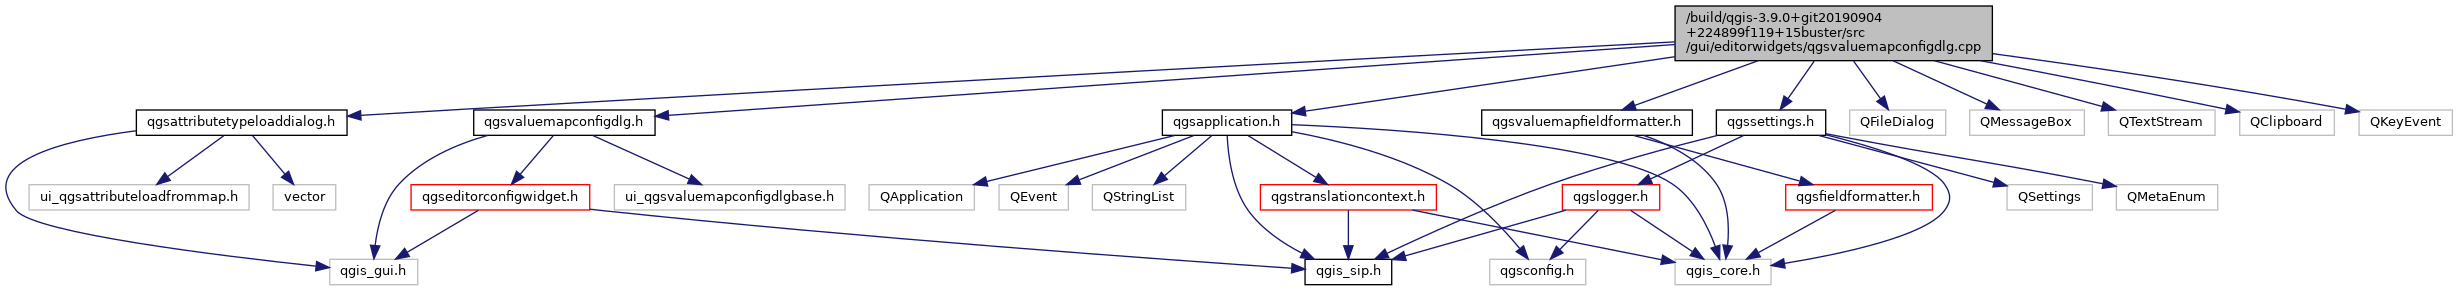 /build/qgis-3.9.0+git20190904
+224899f119+15buster/src
/gui/editorwidgets/qgsvaluemapconfigdlg.cpp
qgsattributetypeloaddialog.h
qgsvaluemapconfigdlg.h
qgsapplication.h
qgsvaluemapfieldformatter.h
qgssettings.h
QFileDialog
QMessageBox
QTextStream
QClipboard
QKeyEvent
ui_qgsattributeloadfrommap.h
vector
qgseditorconfigwidget.h
ui_qgsvaluemapconfigdlgbase.h
QApplication
QEvent
QStringList
qgstranslationcontext.h
qgslogger.h
qgsfieldformatter.h
QSettings
QMetaEnum
qgis_gui.h
qgis_sip.h
qgsconfig.h
qgis_core.h